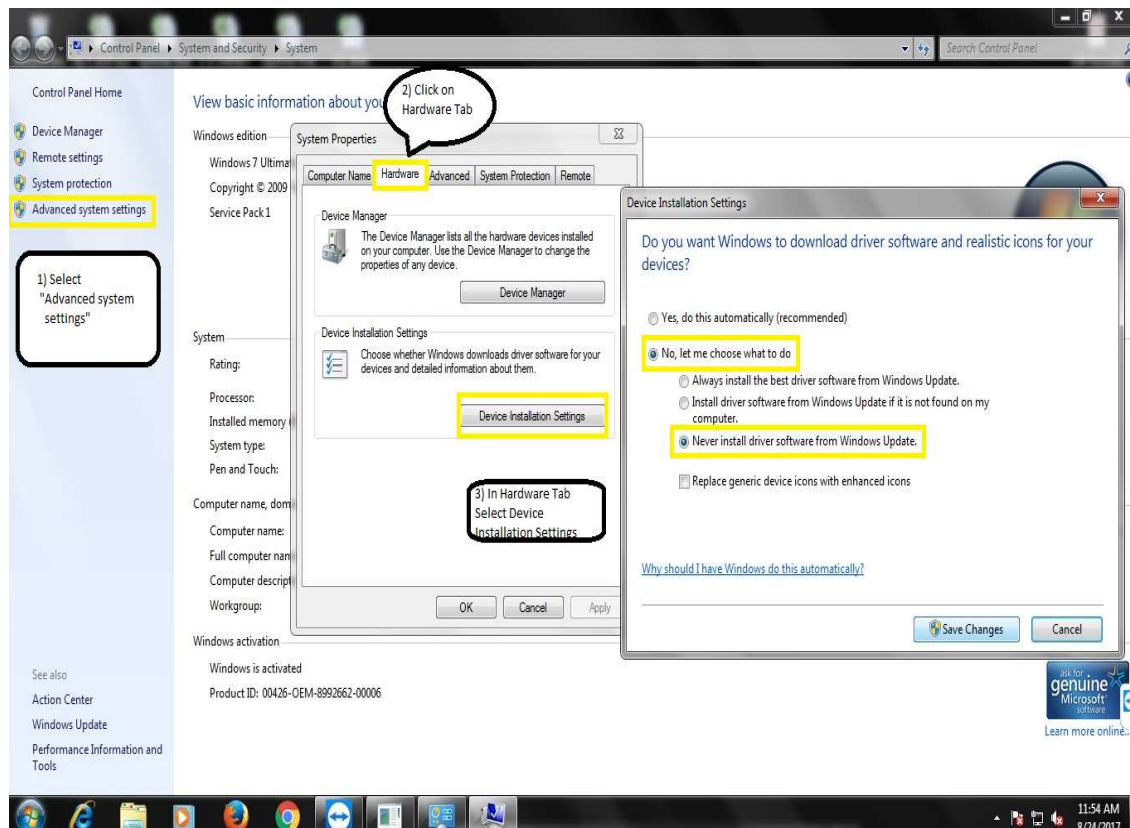 Control Panel ▸ System and Security ▸ System
Search Control Panel
Control Panel Home
Device Manager
Remote settings
System protection
Advanced system settings
1) Select
"Advanced system
settings"
See also
Action Center
Windows Update
Performance Information and
Tools
View basic information about
2) Click on
Hardware Tab
Windows edition
Windows 7
Copyright © 2009
Service Pack 1
System
Rating:
Processor:
Installed memory
System type:
Pen and Touch:
Computer name,
Computer name:
Full computer
Computer
Workgroup:
Windows activation
Windows is activated
Product ID: 00426-OEM-8992662-00006
System Properties
Computer Name Hardware Advanced System Protection Remote
Device Manager
The Device Manager lists all the hardware devices installed
on your computer. Use the Device Manager to change the
properties of any device.
Device Manager
Device Installation Settings
Choose whether Windows downloads driver software for your
devices and detailed information about them.
Device Installation Settings
3) In Hardware Tab
Select Device
Installation Settings
OK Cancel Apply
Device Installation Settings
Do you want Windows to download driver software and realistic icons for your
devices?
Yes, do this automatically (recommended)
No, let me choose what to do
Always install the best driver software from Windows Update.
Install driver software from Windows Update if it is not found on my
computer.
Never install driver software from Windows Update.
Replace generic device icons with enhanced icons
Why should I have Windows do this automatically?
Save Changes Cancel
ask for
genuine
Microsoft
software
Learn more online...
11:54 AM
8/24/2017